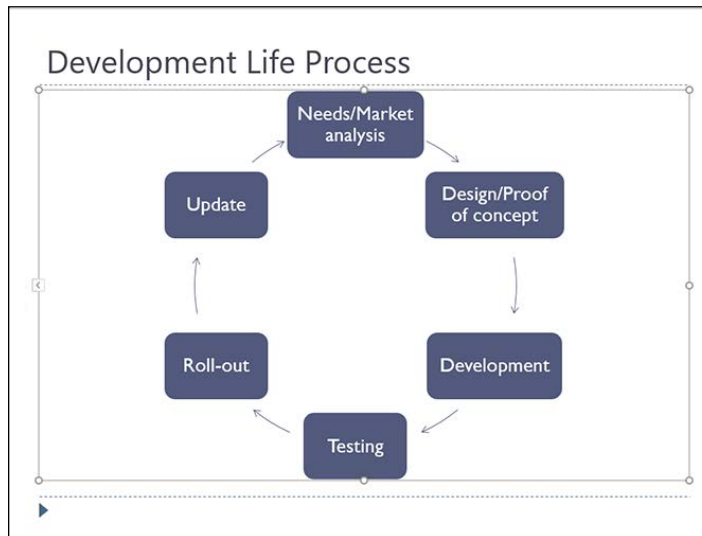 Development Life Process
Needs/Market
analysis
Design/Proof
of concept
Development
Testing
Roll-out
Update